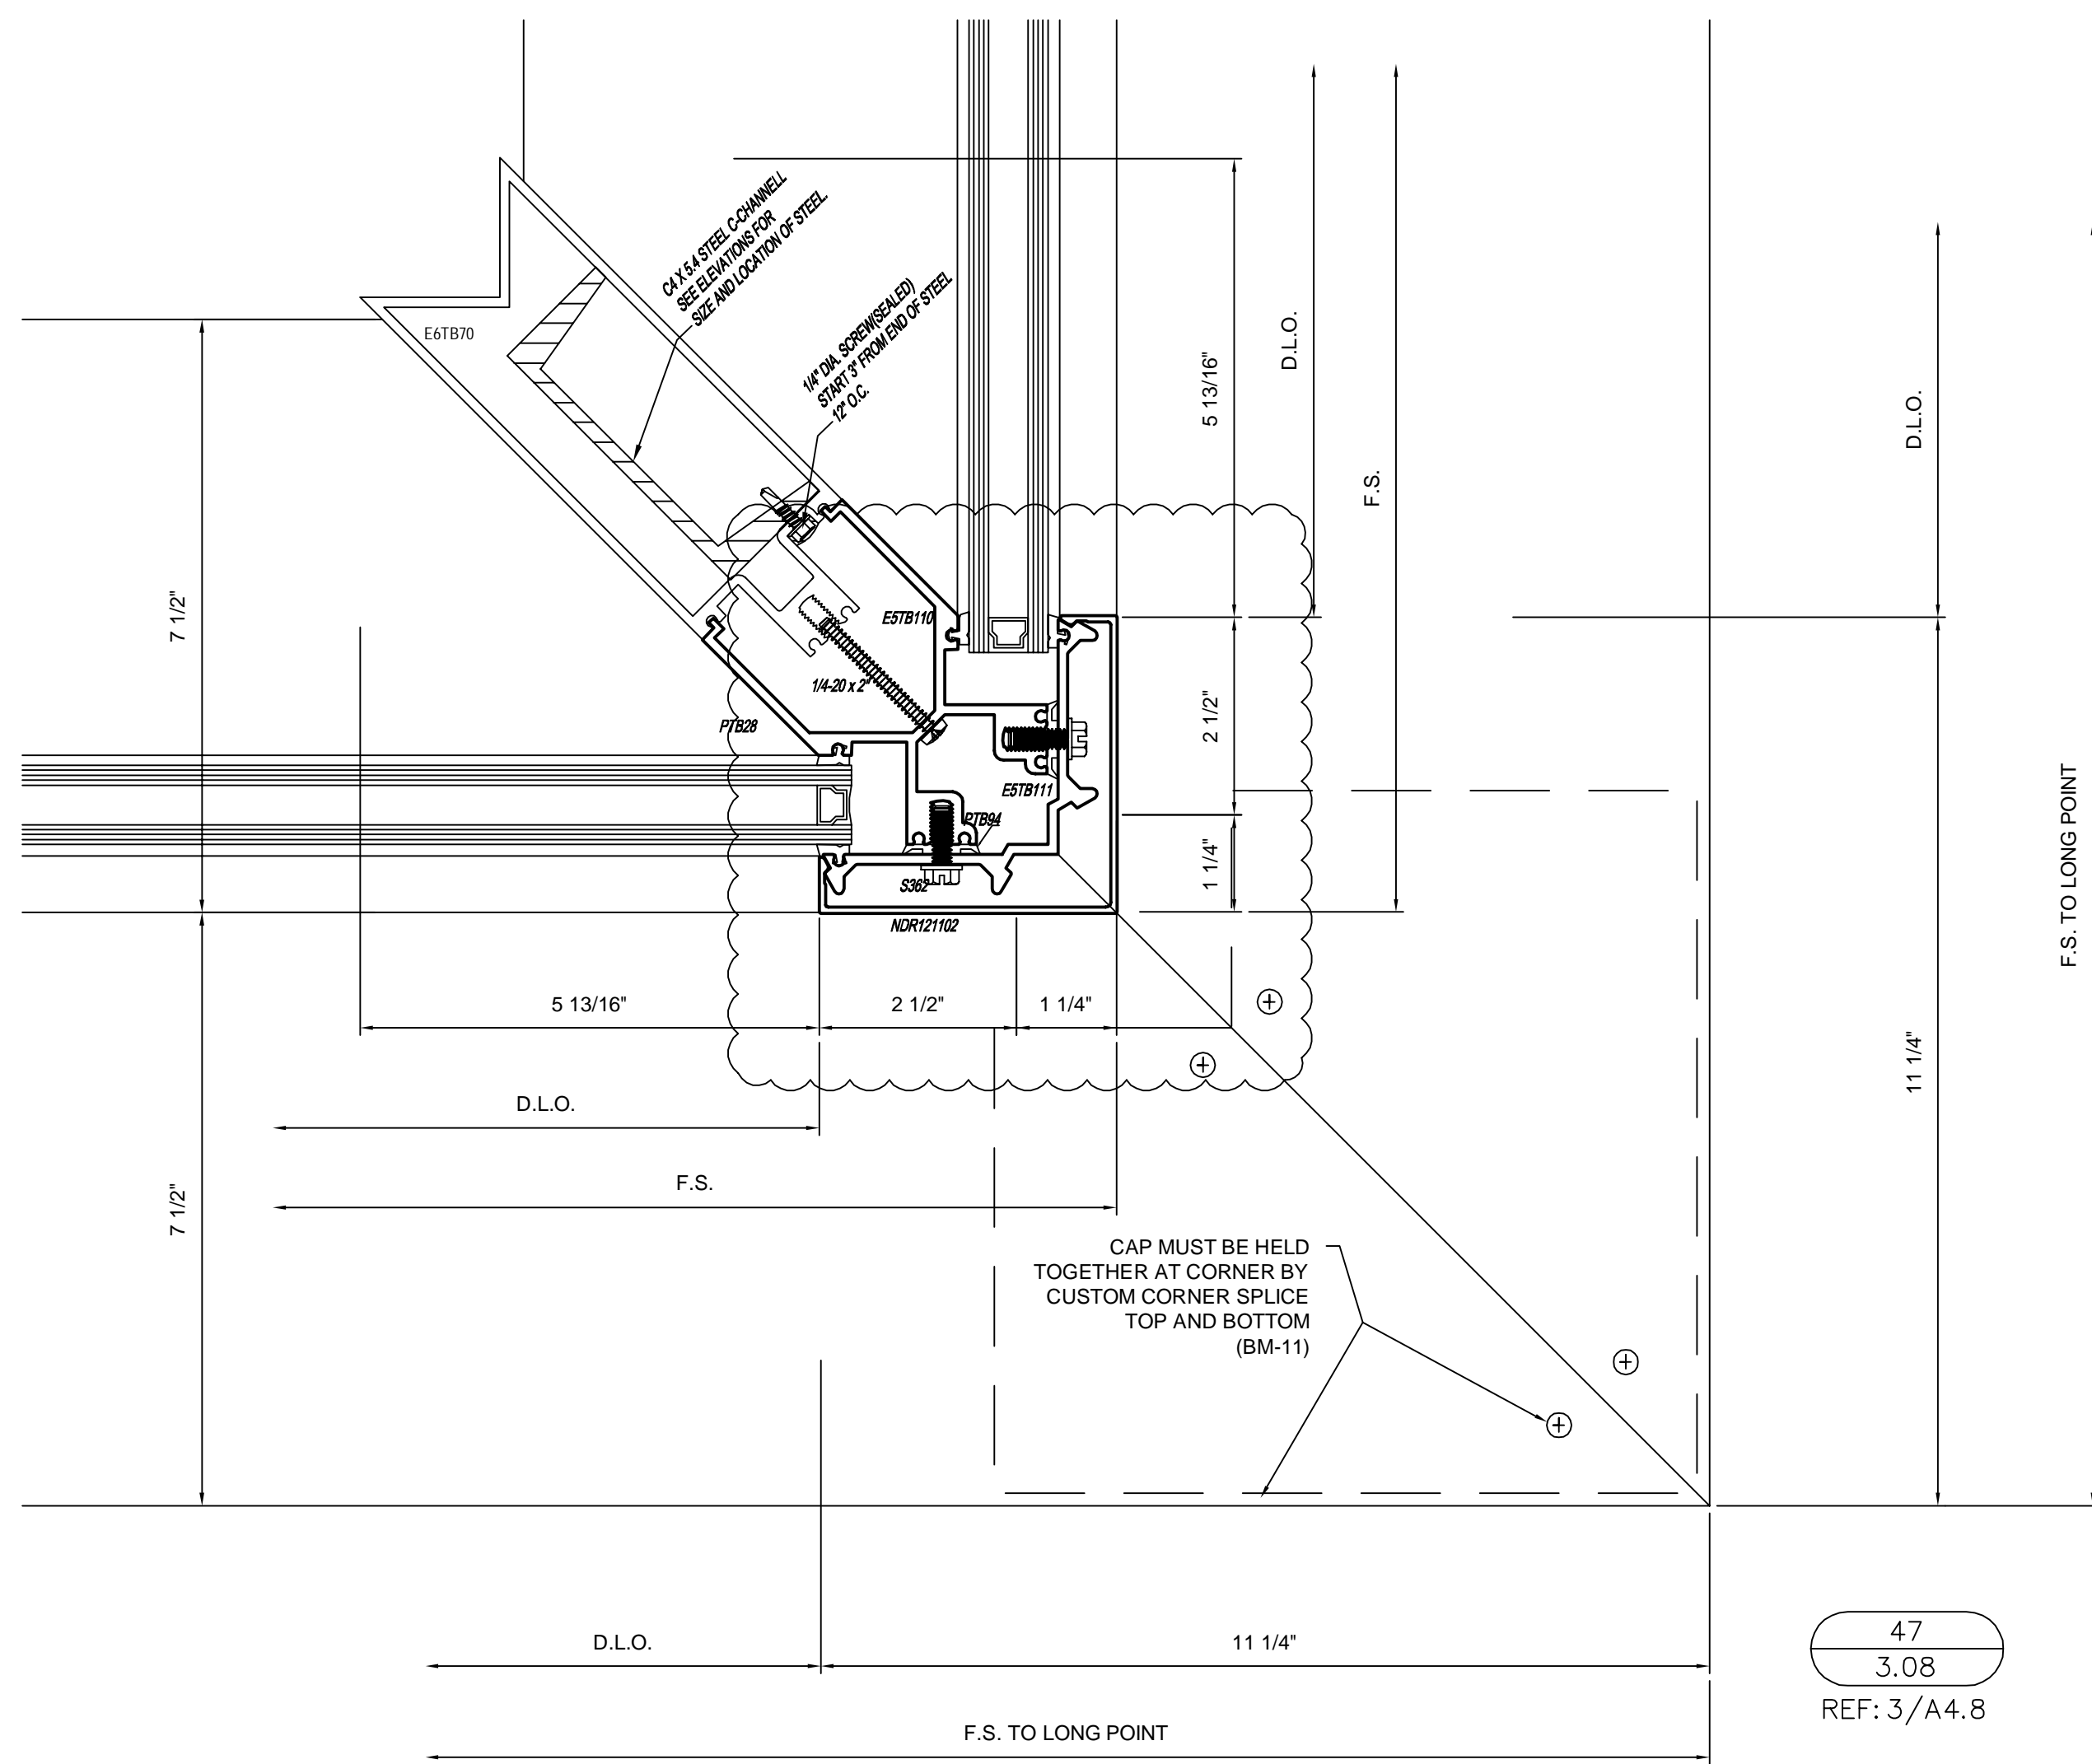 C4 X 5.4 STEEL C-CHANNELL
SEE ELEVATIONS FOR
SIZE AND LOCATION OF STEEL.
E6TB70
1/4" DIA. SCREW(SEALED)
START 3" FROM END OF STEEL
12" O.C.
D.L.O.
5 13/16"
F.S.
D.L.O.
7 1/2"
E5TB110
1/4-20 x 2"
PTB28
2 1/2"
E5TB111
PTB94
1 1/4"
S362
NDR121102
F.S. TO LONG POINT
5 13/16"
2 1/2"
1 1/4"
11 1/4"
D.L.O.
F.S.
7 1/2"
CAP MUST BE HELD
TOGETHER AT CORNER BY
CUSTOM CORNER SPLICE
TOP AND BOTTOM
(BM-11)
D.L.O.
11 1/4"
47
3.08
REF: 3/A4.8
F.S. TO LONG POINT